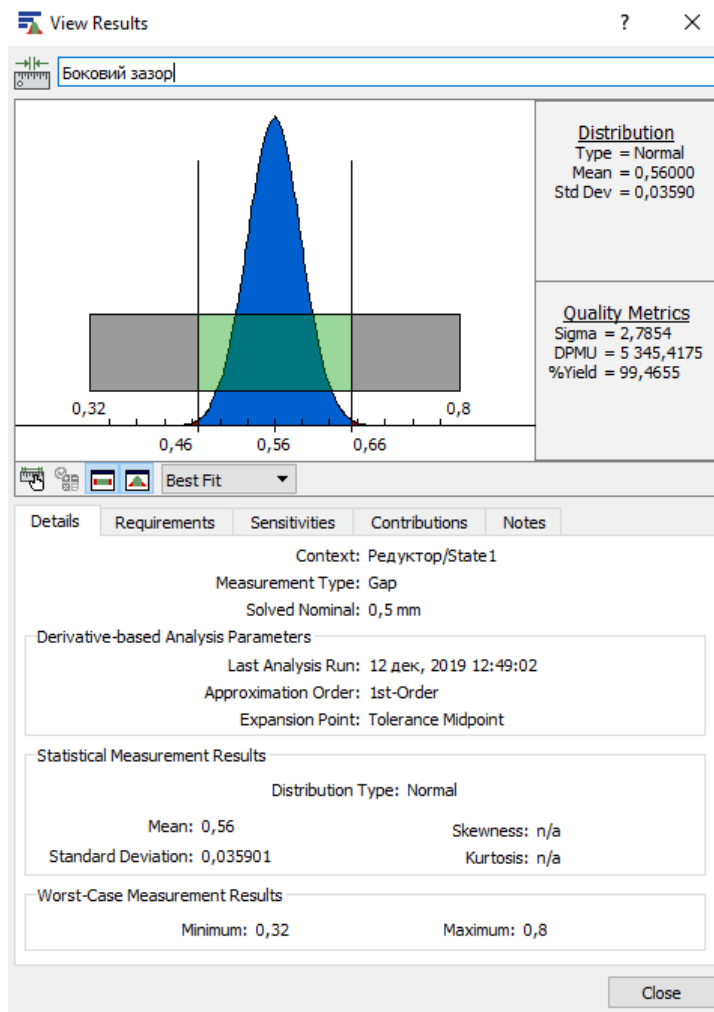 View Results
?
Боковий зазор
Distribution
Type = Normal
Mean = 0,56000
Std Dev = 0,03590
Quality Metrics
Sigma = 2,7854
DPMU = 5 345,4175
%Yield = 99,4655
0,32
0,8
0,46
0,56
0,66
Best Fit
Details
Requirements
Sensitivities
Contributions
Notes
Context: Редуктор/State1
Measurement Type: Gap
Solved Nominal: 0,5 mm
Derivative-based Analysis Parameters
Last Analysis Run: 12 дек, 2019 12:49:02
Approximation Order: 1st-Order
Expansion Point: Tolerance Midpoint
Statistical Measurement Results
Distribution Type: Normal
Mean: 0,56
Skewness: n/a
Standard Deviation: 0,035901
Kurtosis: n/a
Worst-Case Measurement Results
Minimum: 0,32
Maximum: 0,8
Close